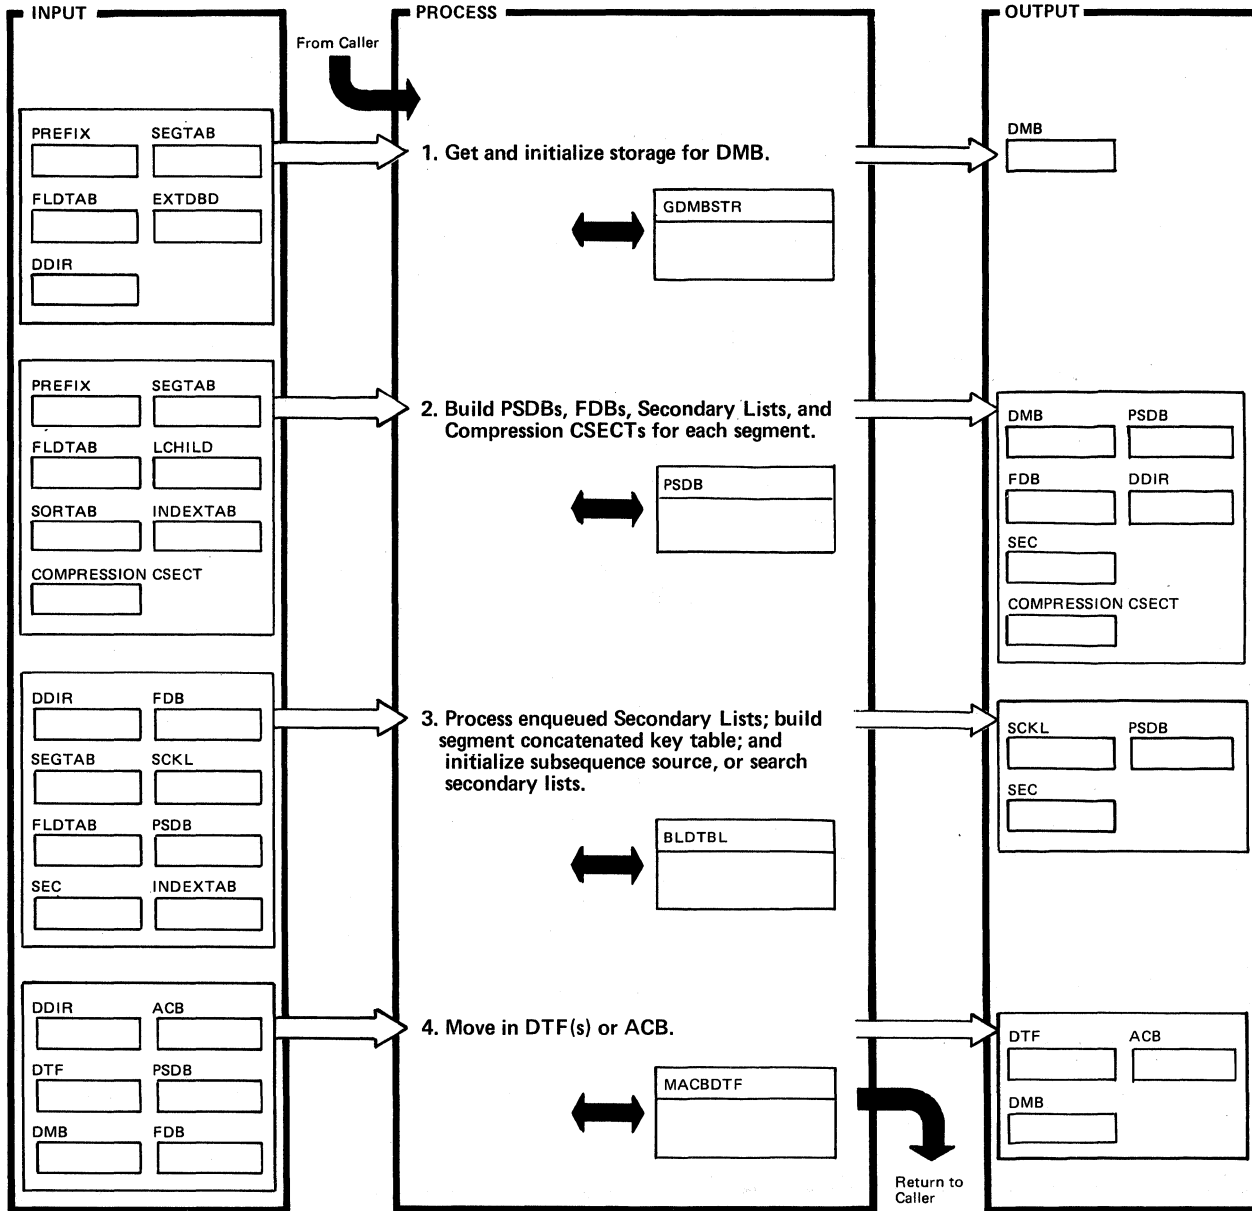 INPUT
PROCESS
OUTPUT
From Caller
PREFIX SEGTAB
FLDTAB EXTDBD
DDIR
1. Get and initialize storage for DMB.
GDMBSTR
DMB
PREFIX SEGTAB
FLDTAB LCHILD
SORTAB INDEXTAB
COMPRESSION CSECT
2. Build PSDBs, FDBs, Secondary Lists, and
Compression CSECTs for each segment.
PSDB
DMB PSDB
FDB DDIR
SEC
COMPRESSION CSECT
DDIR FDB
SEGTAB SCKL
FLDTAB PSDB
SEC INDEXTAB
3. Process enqueued Secondary Lists; build
segment concatenated key table; and
initialize subsequence source, or search
secondary lists.
BLDTBL
SCKL PSDB
SEC
DDIR ACB
DTF PSDB
DMB FDB
4. Move in DTF(s) or ACB.
MACBDTF
DTF ACB
DMB
Return to
Caller